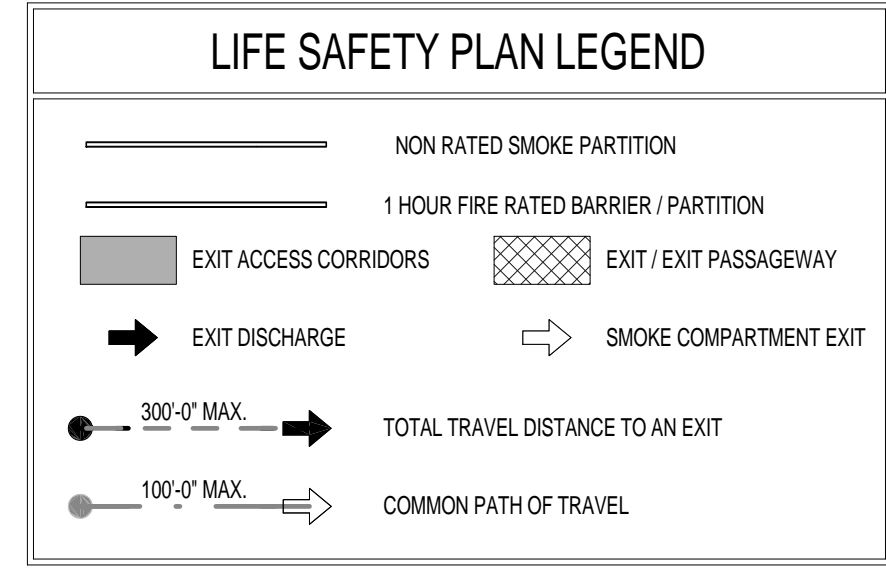 LIFE SAFETY PLAN LEGEND
NON RATED SMOKE PARTITION
1 HOUR FIRE RATED BARRIER / PARTITION
EXIT ACCESS CORRIDORS
EXIT / EXIT PASSAGEWAY
EXIT DISCHARGE
SMOKE COMPARTMENT EXIT
300'-0" MAX.
TOTAL TRAVEL DISTANCE TO AN EXIT
100'-0" MAX.
COMMON PATH OF TRAVEL